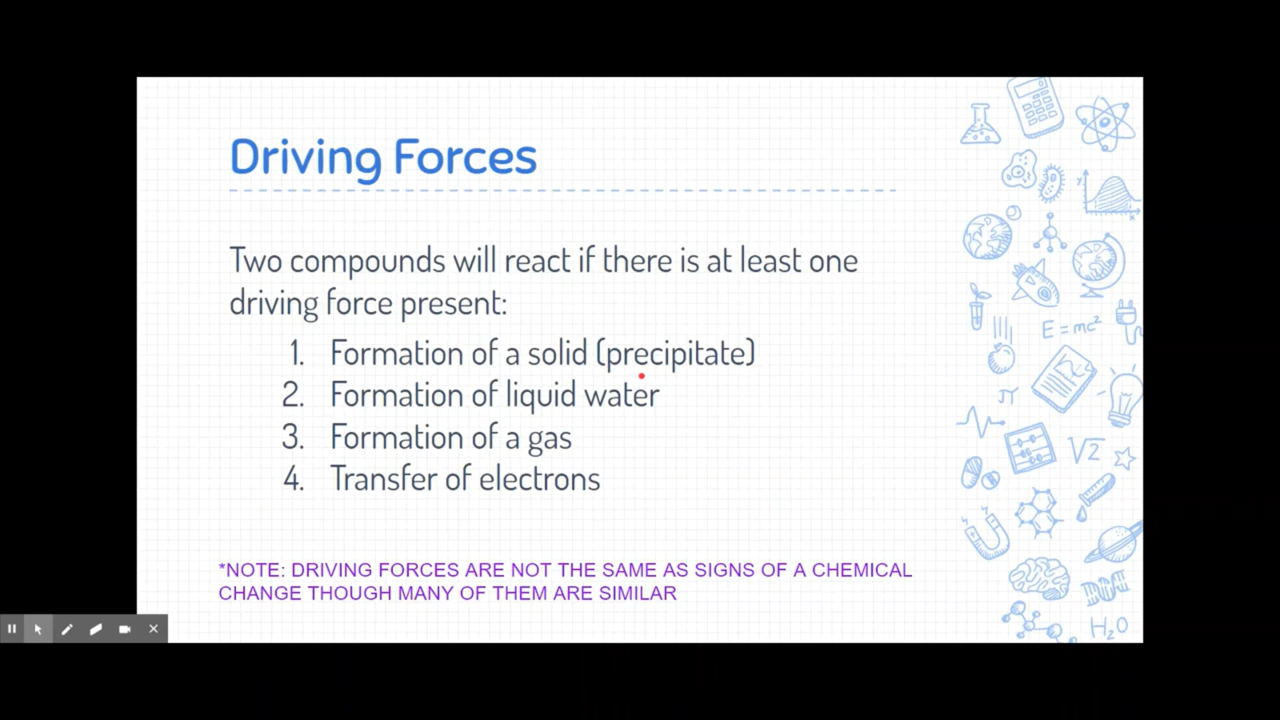 Driving Forces
Two compounds will react if there is at least one
driving force present:
1. Formation of a solid (precipitate)
2. Formation of liquid water
3. Formation of a gas
4. Transfer of electrons
*NOTE: DRIVING FORCES ARE NOT THE SAME AS SIGNS OF A CHEMICAL
CHANGE THOUGH MANY OF THEM ARE SIMILAR
y
x
E=mc²
π
√2
H₂O